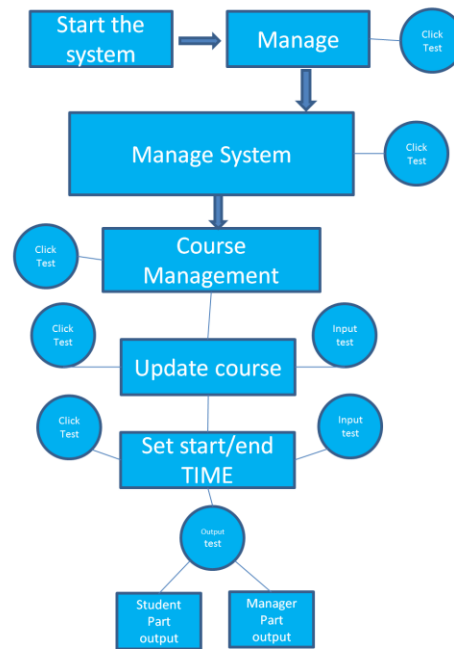 Start the
system
Manage
Click
Test
Manage System
Click
Test
Click
Test
Course
Management
Click
Test
Update course
Input
test
Click
Test
Set start/end
TIME
Input
test
Output
test
Student
Part
output
Manager
Part
output